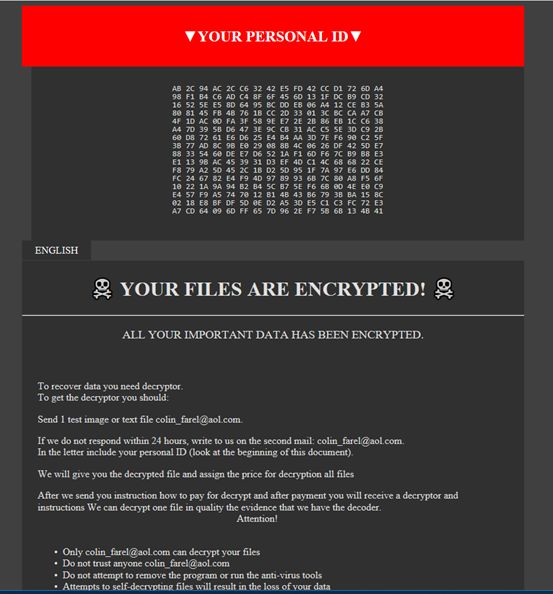 ▼YOUR PERSONAL ID▼
AB 2C 94 AC 2C C6 32 42 E5 FD 42 CC D1 72 6D A4
98 F1 B4 C6 AD C4 8F 6F 45 6D 13 1F DC B9 CD 32
16 52 5E E5 8D 64 95 BC DD EB 06 A4 12 CE B3 5A
80 81 45 FB 4B 76 1B CC 2D 33 01 3C BC CA A7 CB
4F 1D AC 0D FA 3F 58 9E E7 2E 2B 86 EB 1C C6 38
A4 7D 39 5B D6 47 3E 9C CB 31 AC C5 5E 3D C9 2B
60 D8 72 61 E6 D6 25 E4 B4 AA 3D 7E F6 90 C2 5F
3B 77 AD 8C 9B E0 29 08 8B 4C 06 26 DF 42 5D E7
88 33 54 60 DE E7 D6 52 1A F1 6D F6 7C B9 B8 E3
E1 13 9B AC 45 39 31 D3 EF 4D C1 4C 68 68 22 CE
F8 79 A2 5D 45 2C 18 D2 5D 95 1F 7A 97 E6 DD 84
FC 24 67 82 E4 F9 4D 97 89 93 6B 7C 80 A8 F5 6F
10 22 1A 9A 94 B2 B4 5C B7 5E F6 6B 0D 4E E0 C9
E4 57 F9 A5 74 70 12 B1 4B 43 B6 79 3B BA 15 8C
02 18 E8 BF DF 5D 0E D2 A5 3D E5 C1 C3 FC 72 E3
A7 CD 64 09 6D FF 65 7D 96 2E F7 5B 6B 13 4B 41
ENGLISH
YOUR FILES ARE ENCRYPTED!
ALL YOUR IMPORTANT DATA HAS BEEN ENCRYPTED.
To recover data you need decryptor.
To get the decryptor you should:
Send 1 test image or text file colin_farel@aol.com.
If we do not respond within 24 hours, write to us on the second mail: colin_farel@aol.com.
In the letter include your personal ID (look at the beginning of this document).
We will give you the decrypted file and assign the price for decryption all files
After we send you instruction how to pay for decrypt and after payment you will receive a decryptor and
instructions We can decrypt one file in quality the evidence that we have the decoder.
Attention!
• Only colin_farel@aol.com can decrypt your files
• Do not trust anyone colin_farel@aol.com
• Do not attempt to remove the program or run the anti-virus tools
• Attempts to self-decrypting files will result in the loss of your data